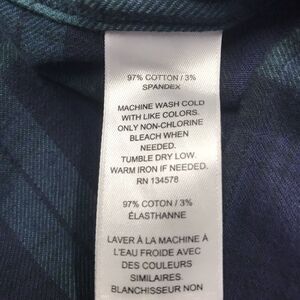 97% COTTON / 3%
SPANDEX
MACHINE WASH COLD
WITH LIKE COLORS.
ONLY NON-CHLORINE
BLEACH WHEN
NEEDED.
TUMBLE DRY LOW.
WARM IRON IF NEEDED.
RN 134578
97% COTTON / 3%
ÉLASTHANNE
LAVER À LA MACHINE À
L'EAU FROIDE AVEC
DES COULEURS
SIMILAIRES.
BLANCHISSEUR NON